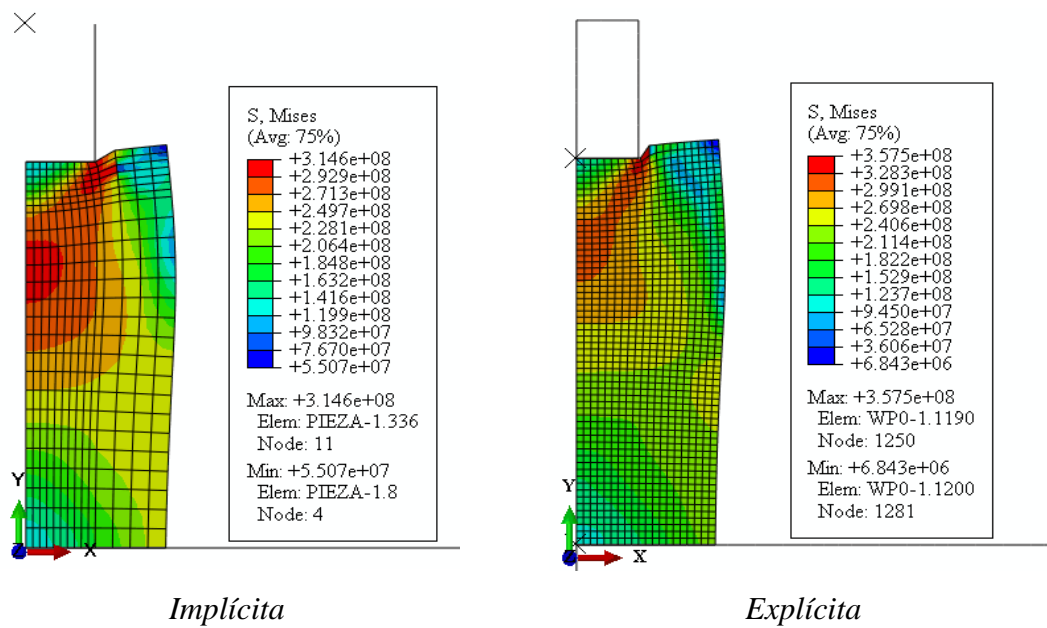 S, Mises
(Avg: 75%)
+3.146e+08
+2.929e+08
+2.713e+08
+2.497e+08
+2.281e+08
+2.064e+08
+1.848e+08
+1.632e+08
+1.416e+08
+1.199e+08
+9.832e+07
+7.670e+07
+5.507e+07
Max: +3.146e+08
Elem: PIEZA-1.336
Node: 11
Min: +5.507e+07
Elem: PIEZA-1.8
Node: 4
Y
Z
X
Implícita
S, Mises
(Avg: 75%)
+3.575e+08
+3.283e+08
+2.991e+08
+2.698e+08
+2.406e+08
+2.114e+08
+1.822e+08
+1.529e+08
+1.237e+08
+9.450e+07
+6.528e+07
+3.606e+07
+6.843e+06
Max: +3.575e+08
Elem: WP0-1.1190
Node: 1250
Min: +6.843e+06
Elem: WP0-1.1200
Node: 1281
Y
Z
X
Explícita